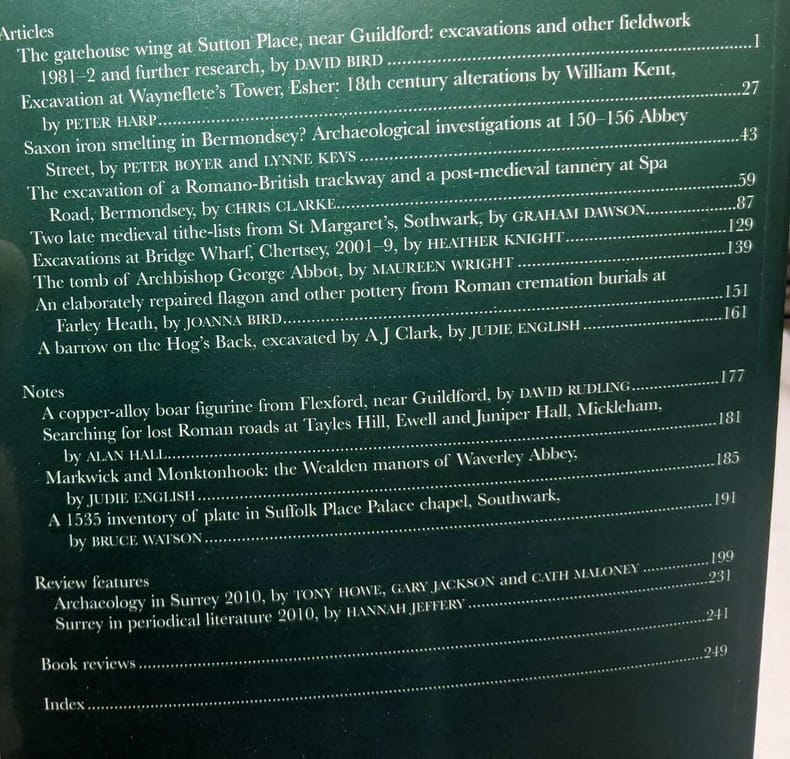 Articles
The gatehouse wing at Sutton Place, near Guildford: excavations and other fieldwork
1981–2 and further research, by DAVID BIRD ..........1
Excavation at Wayneflete's Tower, Esher: 18th century alterations by William Kent,
by PETER HARP..........27
Saxon iron smelting in Bermondsey? Archaeological investigations at 150–156 Abbey
Street, by PETER BOYER and LYNNE KEYS ..........43
The excavation of a Romano-British trackway and a post-medieval tannery at Spa
Road, Bermondsey, by CHRIS CLARKE..........59
Two late medieval tithe-lists from St Margaret's, Sothwark, by GRAHAM DAWSON..........87
Excavations at Bridge Wharf, Chertsey, 2001–9, by HEATHER KNIGHT..........129
The tomb of Archbishop George Abbot, by MAUREEN WRIGHT ..........139
An elaborately repaired flagon and other pottery from Roman cremation burials at
Farley Heath, by JOANNA BIRD..........151
A barrow on the Hog's Back, excavated by A J Clark, by JUDIE ENGLISH ..........161
Notes
A copper-alloy boar figurine from Flexford, near Guildford, by DAVID RUDLING..........177
Searching for lost Roman roads at Tayles Hill, Ewell and Juniper Hall, Mickleham,
by ALAN HALL..........181
Markwick and Monktonhook: the Wealden manors of Waverley Abbey,
by JUDIE ENGLISH ..........185
A 1535 inventory of plate in Suffolk Place Palace chapel, Southwark,
by BRUCE WATSON..........191
Review features
Archaeology in Surrey 2010, by TONY HOWE, GARY JACKSON and CATH MALONEY ..........199
Surrey in periodical literature 2010, by HANNAH JEFFERY ..........231
Book reviews ..........241
Index..........249